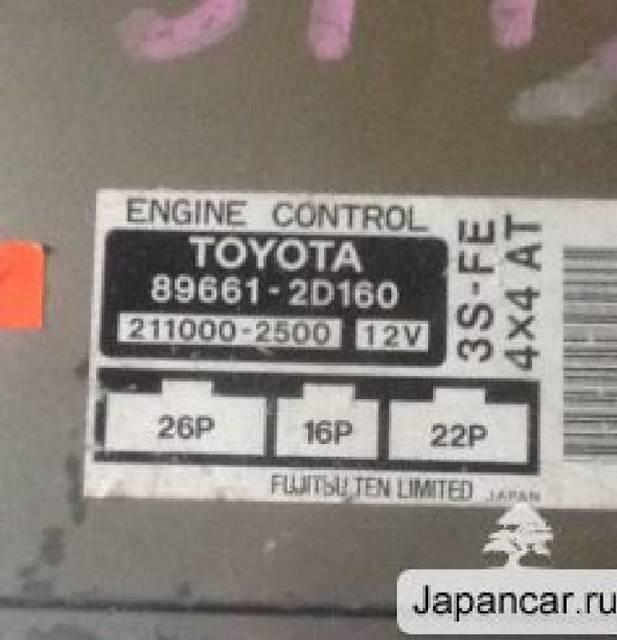 ENGINE CONTROL
TOYOTA
89661-2D160
211000-2500 12V
3S-FE
4x4 AT
26P 16P 22P
FUJITSU TEN LIMITED JAPAN
Japancar.ru